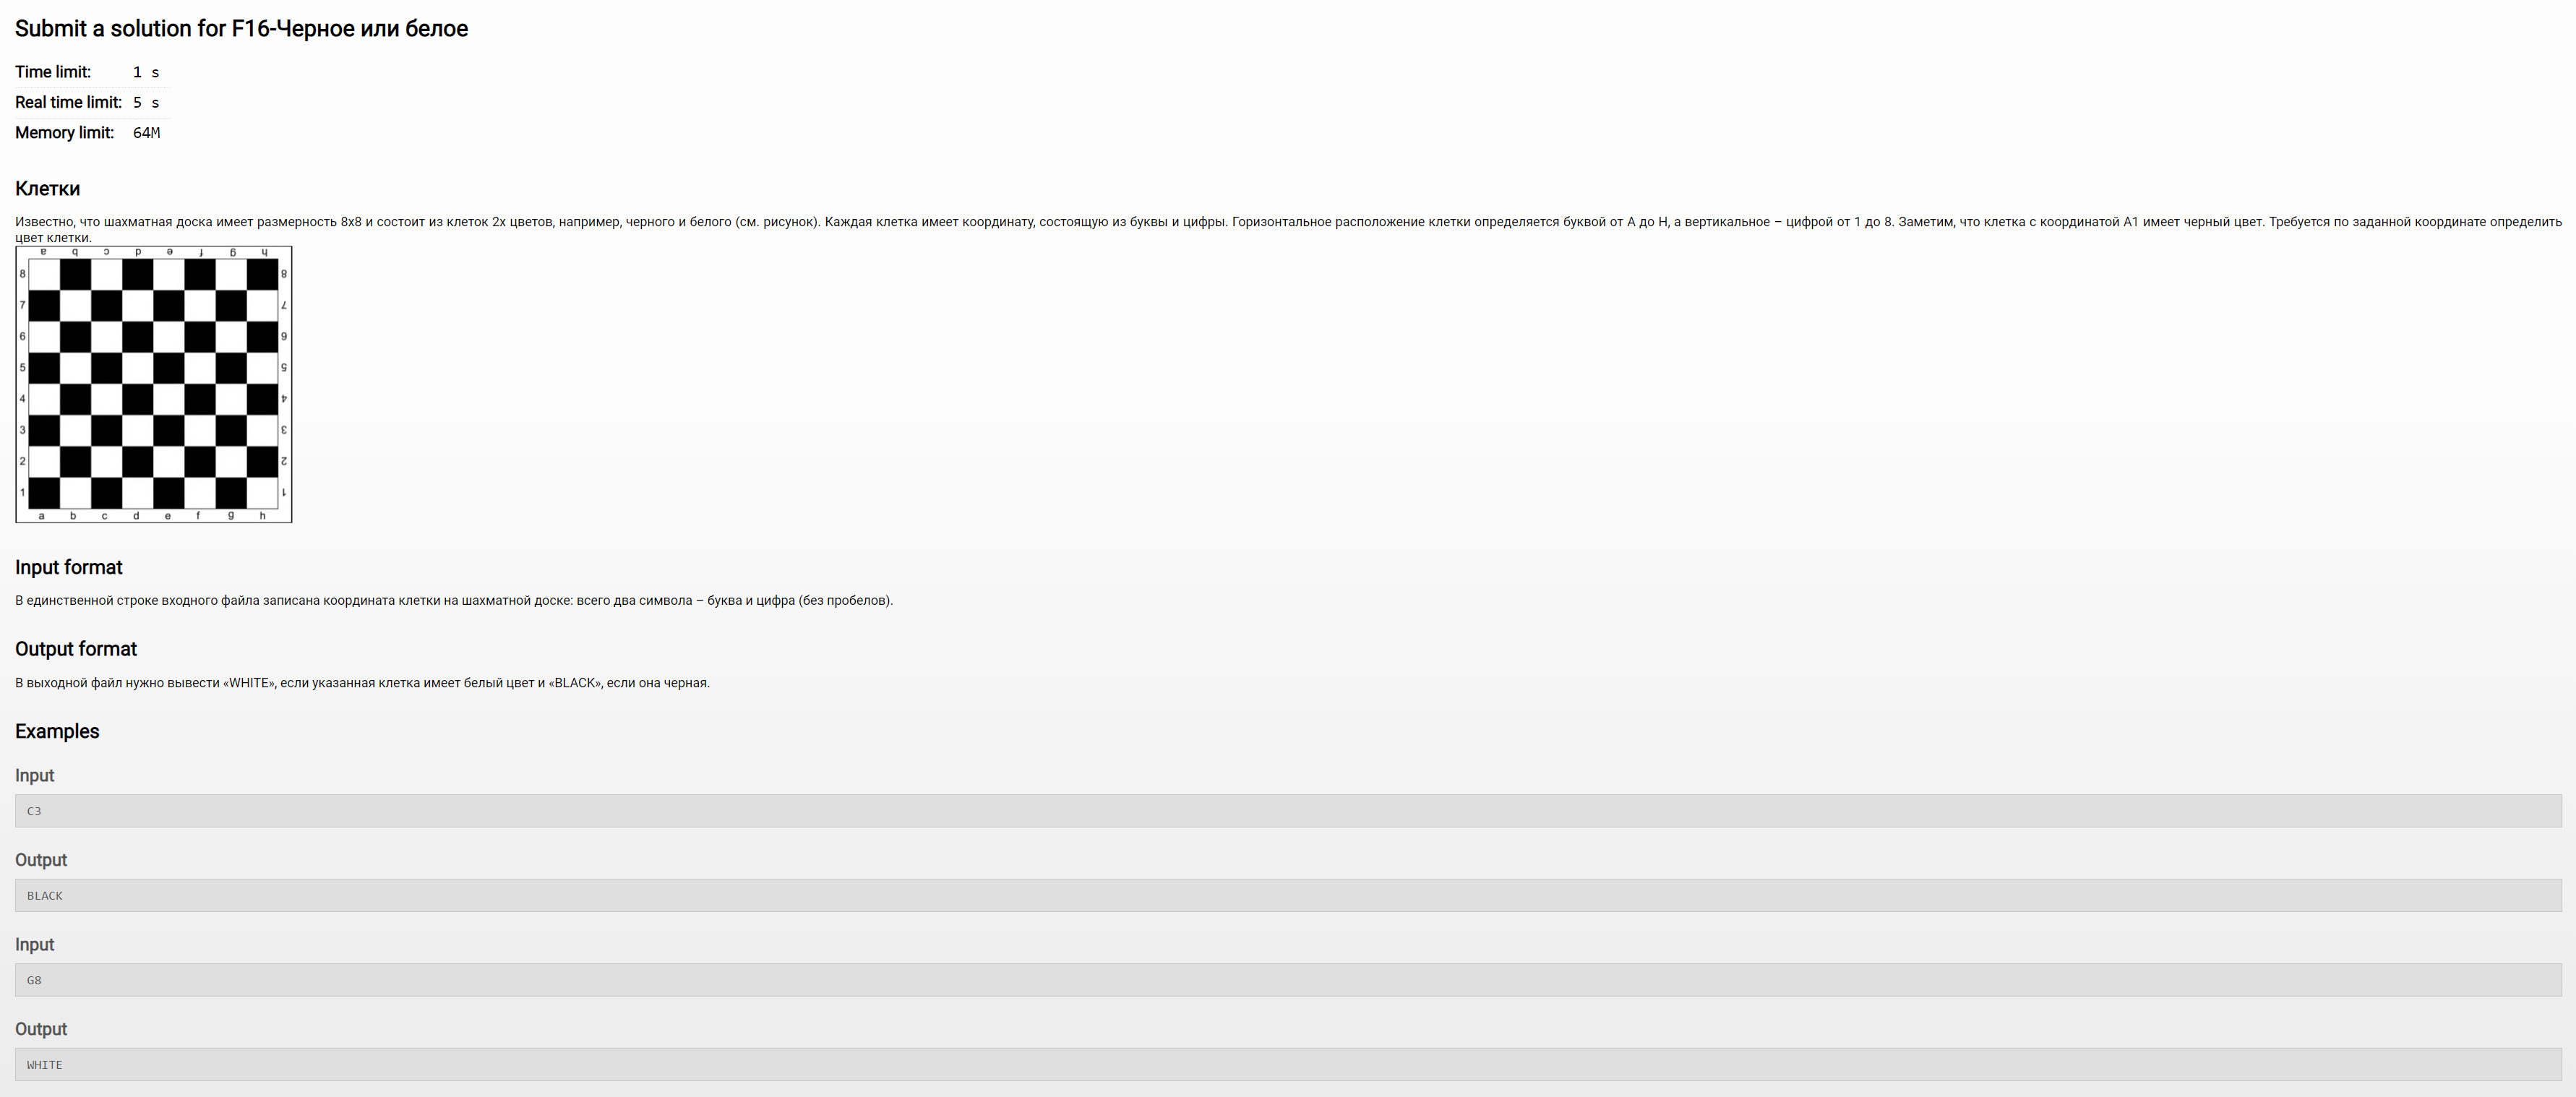 Submit a solution for F16-Черное или белое
Time limit: 1 s
Real time limit: 5 s
Memory limit: 64M
Клетки
Известно, что шахматная доска имеет размерность 8х8 и состоит из клеток 2х цветов, например, черного и белого (см. рисунок). Каждая клетка имеет координату, состоящую из буквы и цифры. Горизонтальное расположение клетки определяется буквой от A до H, а вертикальное – цифрой от 1 до 8. Заметим, что клетка с координатой A1 имеет черный цвет. Требуется по заданной координате определить
цвет клетки.
a b c d e f g h
8 8
7 7
6 6
5 5
4 4
3 3
2 2
1 1
a b c d e f g h
Input format
В единственной строке входного файла записана координата клетки на шахматной доске: всего два символа – буква и цифра (без пробелов).
Output format
В выходной файл нужно вывести «WHITE», если указанная клетка имеет белый цвет и «BLACK», если она черная.
Examples
Input
C3
Output
BLACK
Input
G8
Output
WHITE